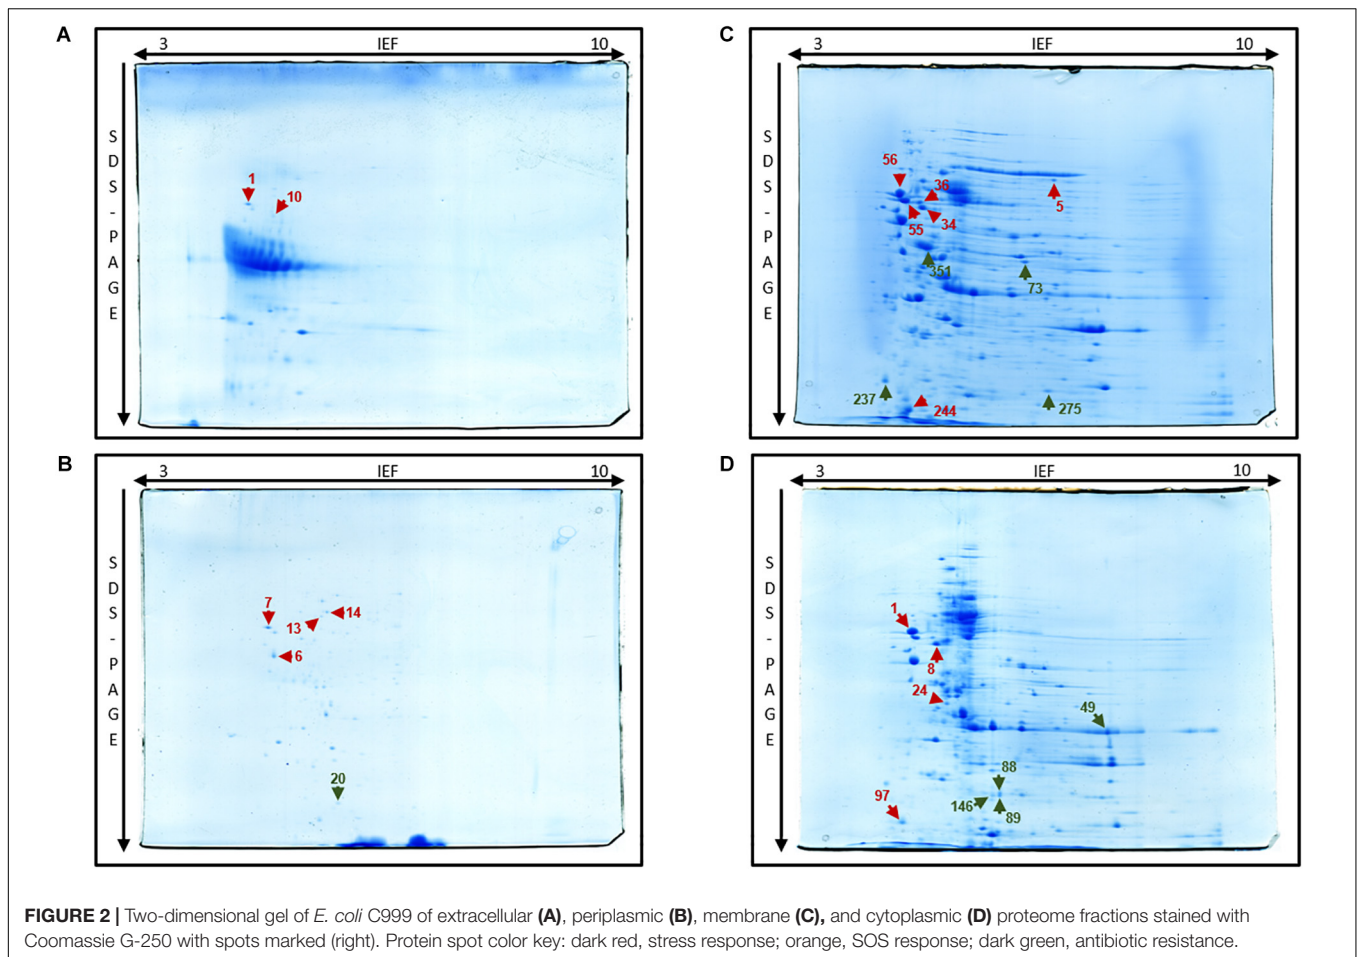 A
3 IEF 10
S
D
S
-
P
A
G
E
1
10
C
3 IEF 10
S
D
S
-
P
A
G
E
56
36
5
55
34
351
73
237
244
275
B
3 IEF 10
S
D
S
-
P
A
G
E
7
14
13
6
20
D
3 IEF 10
S
D
S
-
P
A
G
E
1
8
24
49
88
97
146
89
FIGURE 2 | Two-dimensional gel of E. coli C999 of extracellular (A), periplasmic (B), membrane (C), and cytoplasmic (D) proteome fractions stained with
Coomassie G-250 with spots marked (right). Protein spot color key: dark red, stress response; orange, SOS response; dark green, antibiotic resistance.